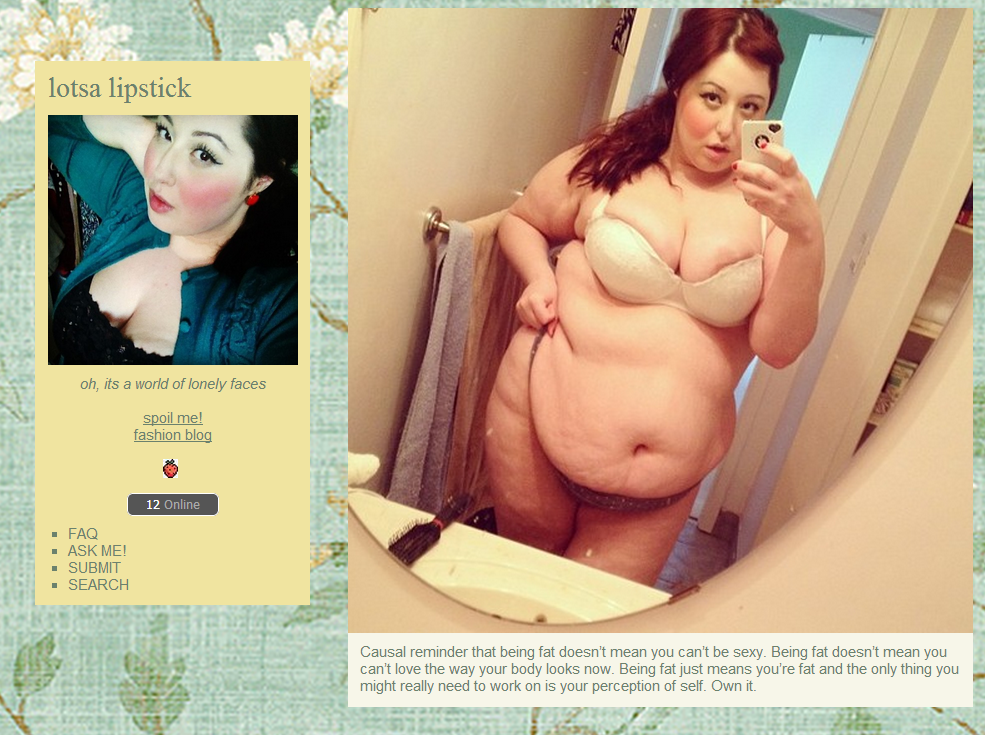 lotsa lipstick
oh, its a world of lonely faces
spoil me!
fashion blog
12 Online
FAQ
ASK ME!
SUBMIT
SEARCH
Causal reminder that being fat doesn’t mean you can’t be sexy. Being fat doesn’t mean you
can’t love the way your body looks now. Being fat just means you’re fat and the only thing you
might really need to work on is your perception of self. Own it.